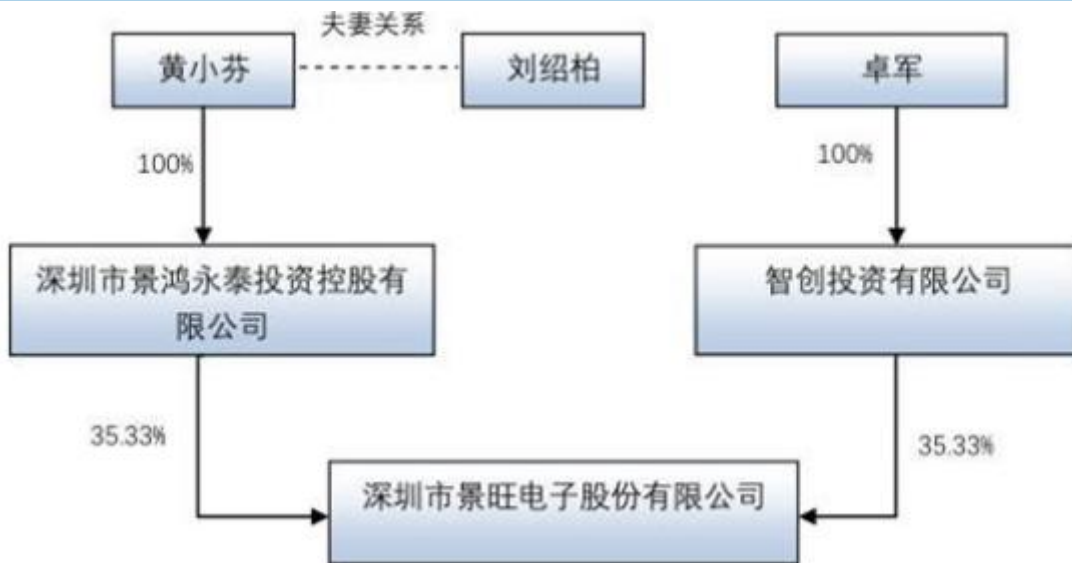 夫妻关系
黄小芬
刘绍柏
卓军
100%
100%
深圳市景鸿永泰投资控股有
限公司
智创投资有限公司
35.33%
35.33%
深圳市景旺电子股份有限公司